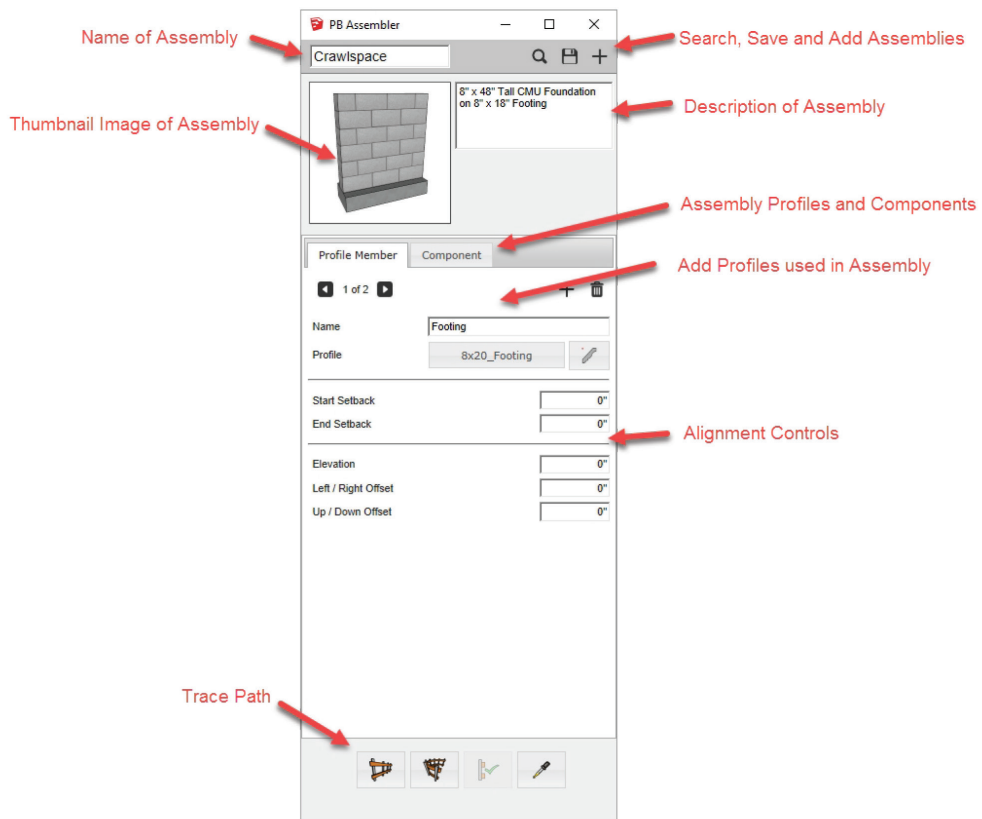 PB Assembler
Name of Assembly
Crawlspace
Search, Save and Add Assemblies
8" x 48" Tall CMU Foundation
on 8" x 18" Footing
Description of Assembly
Thumbnail Image of Assembly
Assembly Profiles and Components
Profile Member
Component
Add Profiles used in Assembly
1 of 2
Name
Footing
Profile
8x20_Footing
Start Setback
0"
End Setback
0"
Alignment Controls
Elevation
0"
Left / Right Offset
0"
Up / Down Offset
0"
Trace Path